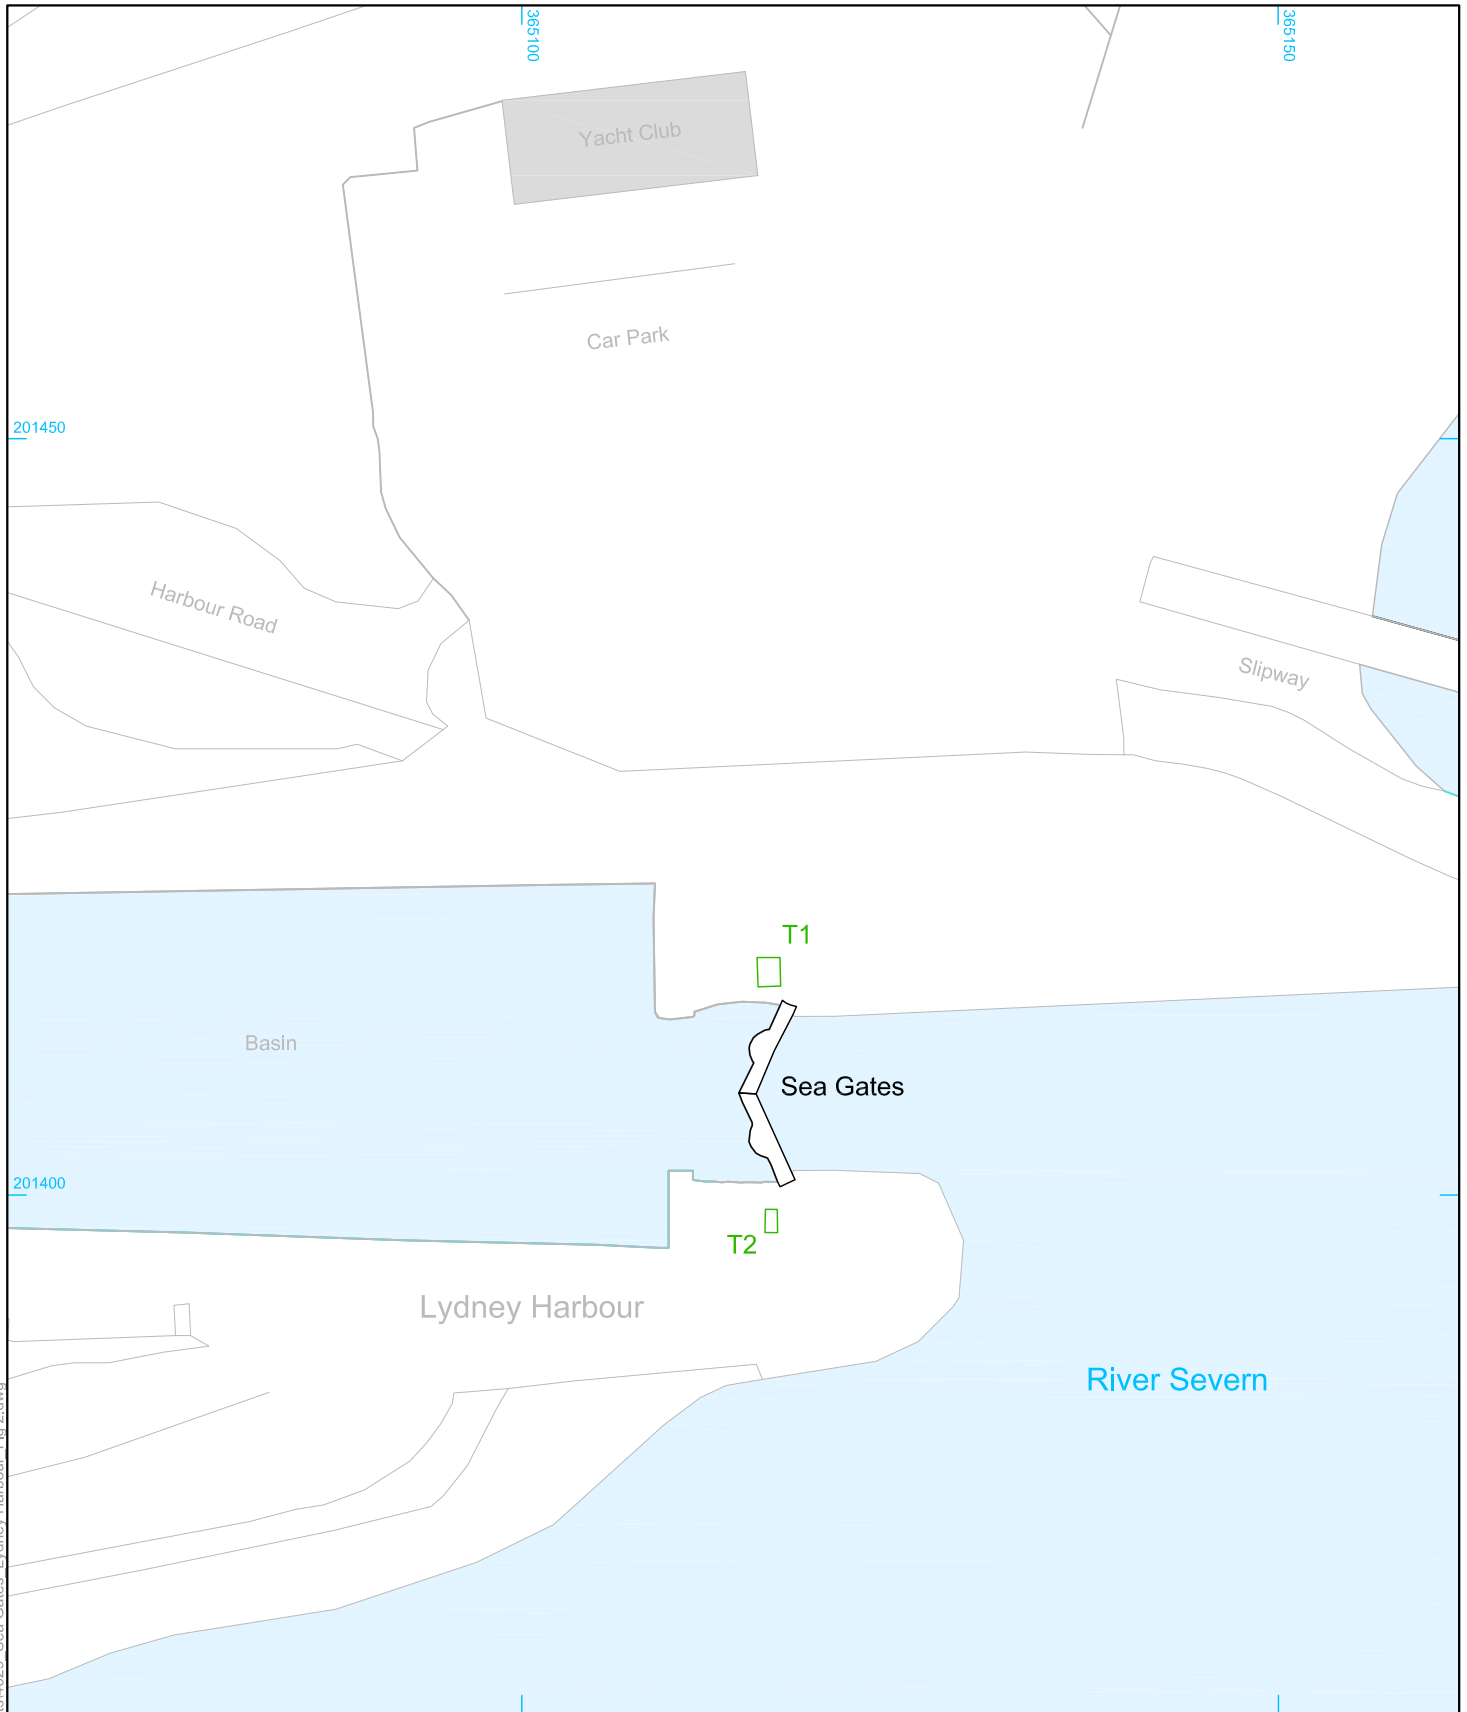 365100
365150
Yacht Club
Car Park
201450
Harbour Road
Slipway
T1
Basin
Sea Gates
201400
T2
Lydney Harbour
River Severn